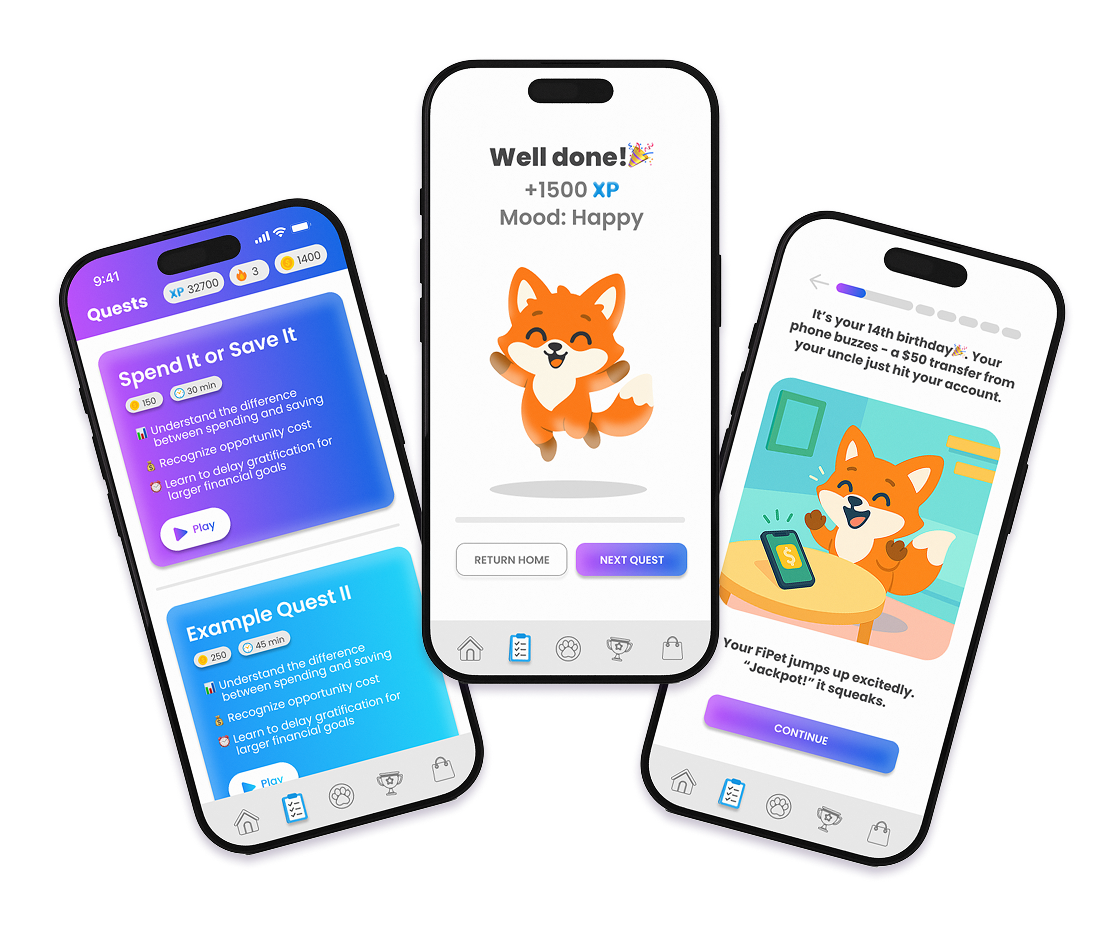 9:41
Quests
XP 32700
3
1400
Spend It or Save It
150
30 min
Understand the difference
between spending and saving
Recognize opportunity cost
Learn to delay gratification for
larger financial goals
Play
Example Quest II
250
45 min
Understand the difference
between spending and saving
Recognize opportunity cost
Learn to delay gratification for
larger financial goals
Play
Well done!🎉
+1500 XP
Mood: Happy
RETURN HOME
NEXT QUEST
It's your 14th birthday🎉. Your
phone buzzes - a $50 transfer from
your uncle just hit your account.
$
Your FiPet jumps up excitedly.
“Jackpot!” it squeaks.
CONTINUE